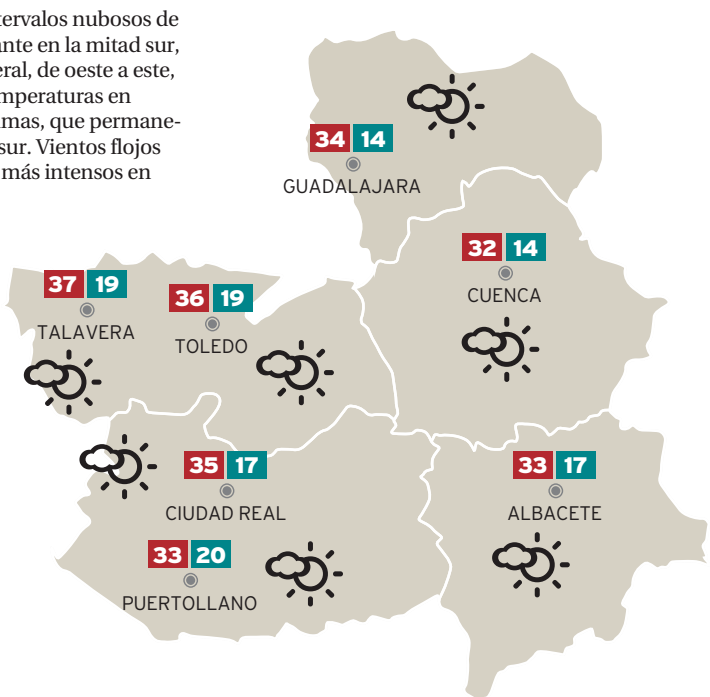 tervalos nubosos de
ante en la mitad sur,
eral, de oeste a este,
mperaturas en
imas, que permane-
sur. Vientos flojos
más intensos en
34 14
GUADALAJARA
32 14
CUENCA
37 19
TALAVERA
36 19
TOLEDO
35 17
CIUDAD REAL
33 17
ALBACETE
33 20
PUERTOLLANO